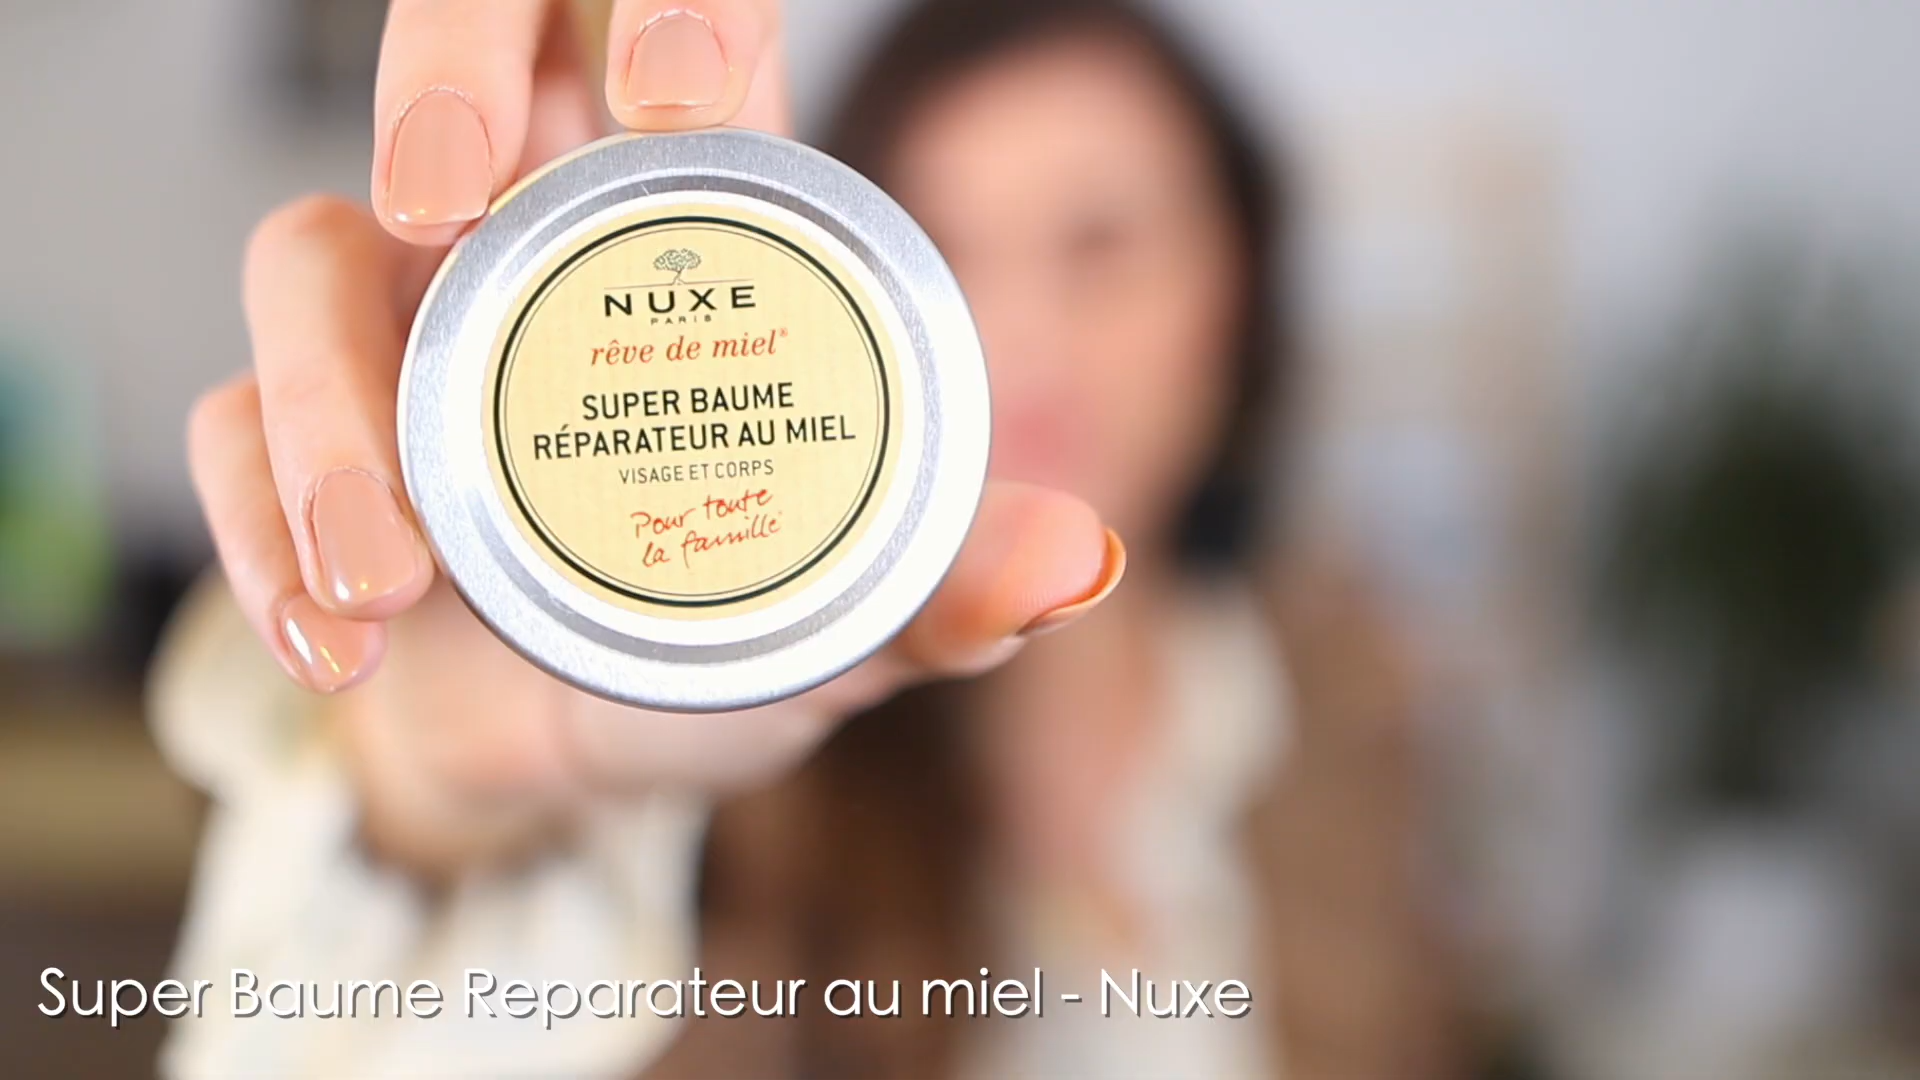 NUXE
PARIS
rêve de miel®
SUPER BAUME
RÉPARATEUR AU MIEL
VISAGE ET CORPS
Pour toute
la famille
Super Baume Reparateur au miel - Nuxe